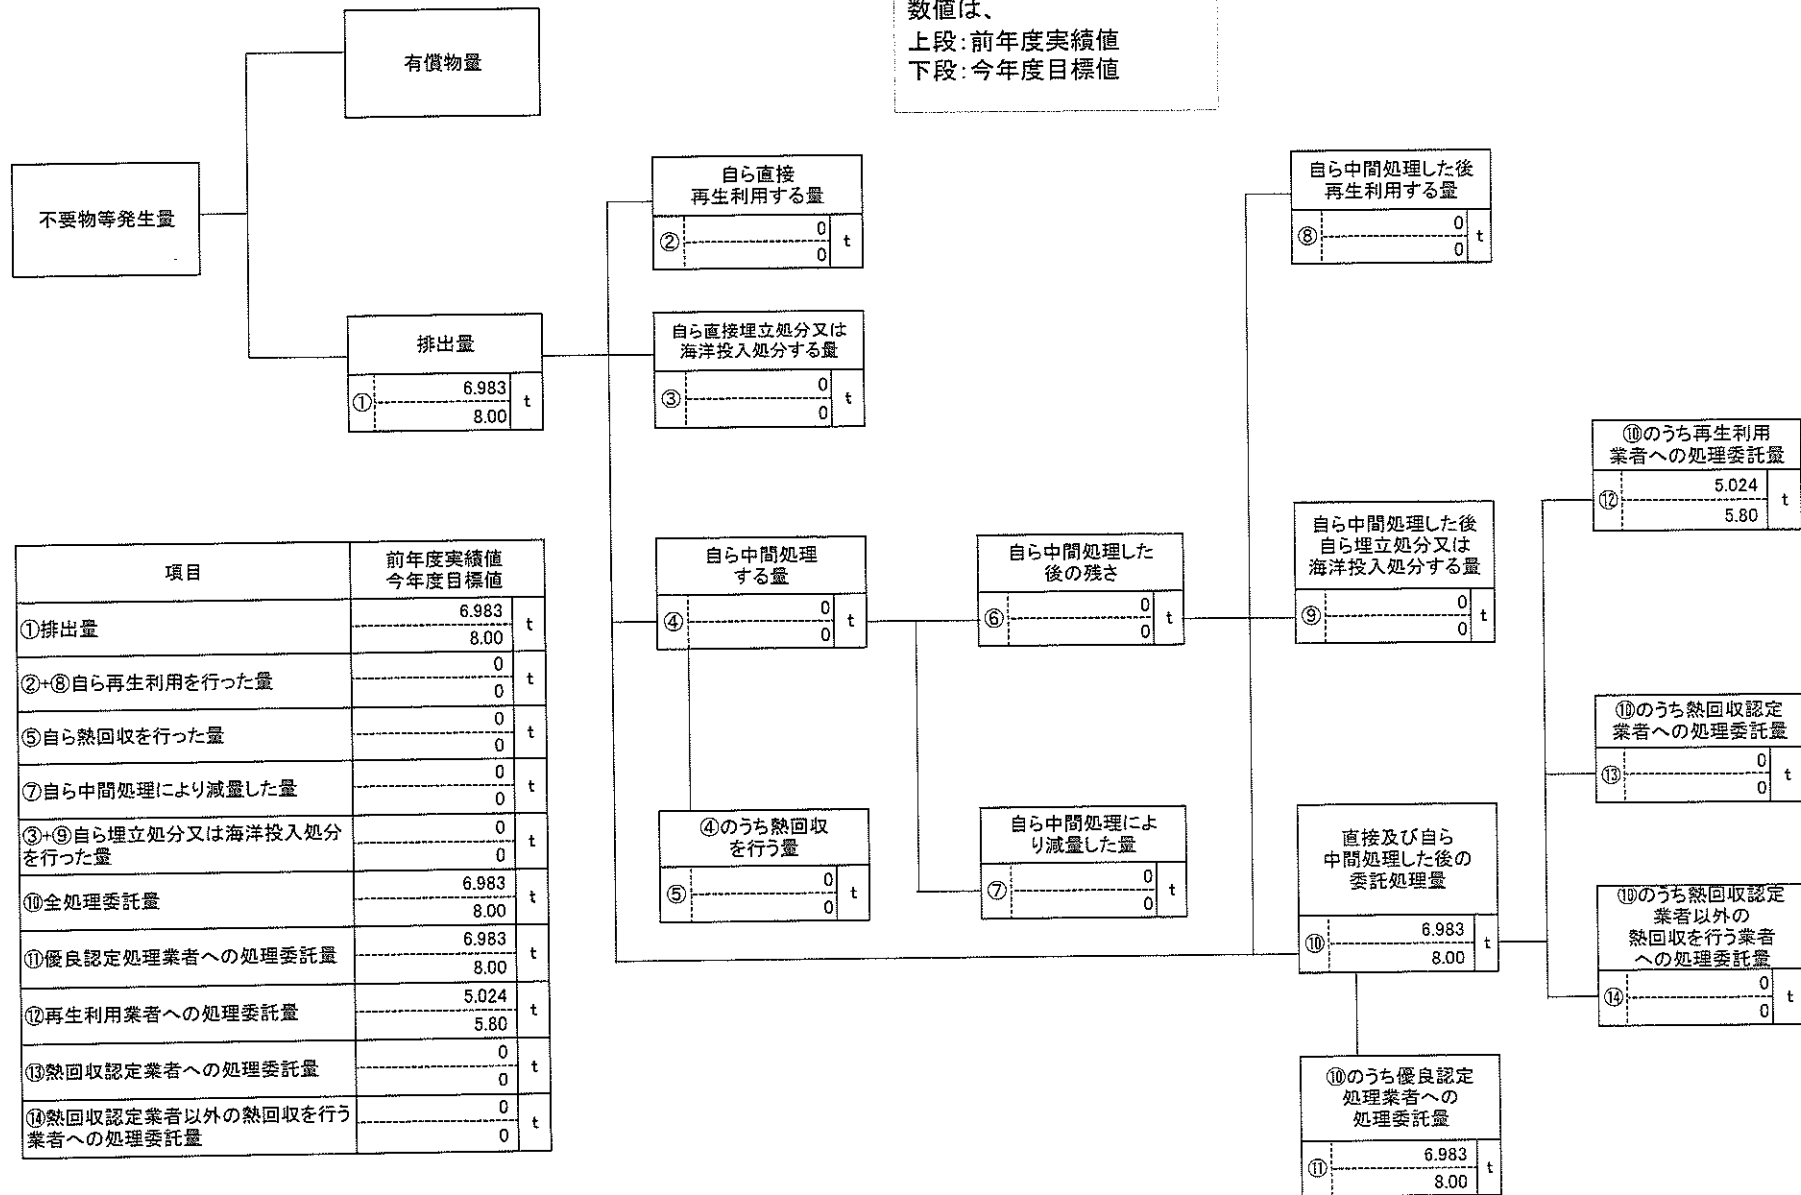 数値は、
上段:前年度実績値
下段:今年度目標値
有償物量
不要物等発生量
排出量
① 6.983 t
8.00
自ら直接
再生利用する量
② 0 t
0
自ら直接埋立処分又は
海洋投入処分する量
③ 0 t
0
自ら中間処理
する量
④ 0 t
0
④のうち熱回収
を行う量
⑤ 0 t
0
自ら中間処理した
後の残さ
⑥ 0 t
0
自ら中間処理によ
り減量した量
⑦ 0 t
0
自ら中間処理した後
再生利用する量
⑧ 0 t
0
自ら中間処理した後
自ら埋立処分又は
海洋投入処分する量
⑨ 0 t
0
直接及び自ら
中間処理した後の
委託処理量
⑩ 6.983 t
8.00
⑩のうち優良認定
処理業者への
処理委託量
⑪ 6.983 t
8.00
⑩のうち再生利用
業者への処理委託量
⑫ 5.024 t
5.80
⑩のうち熱回収認定
業者への処理委託量
⑬ 0 t
0
⑩のうち熱回収認定
業者以外の
熱回収を行う業者
への処理委託量
⑭ 0 t
0
項目 前年度実績値
今年度目標値
①排出量 6.983 t
8.00
②+⑧自ら再生利用を行った量 0 t
0
⑤自ら熱回収を行った量 0 t
0
⑦自ら中間処理により減量した量 0 t
0
③+⑨自ら埋立処分又は海洋投入処分 0 t
を行った量 0
⑩全処理委託量 6.983 t
8.00
⑪優良認定処理業者への処理委託量 6.983 t
8.00
⑫再生利用業者への処理委託量 5.024 t
5.80
⑬熱回収認定業者への処理委託量 0 t
0
⑭熱回収認定業者以外の熱回収を行う 0 t
業者への処理委託量 0